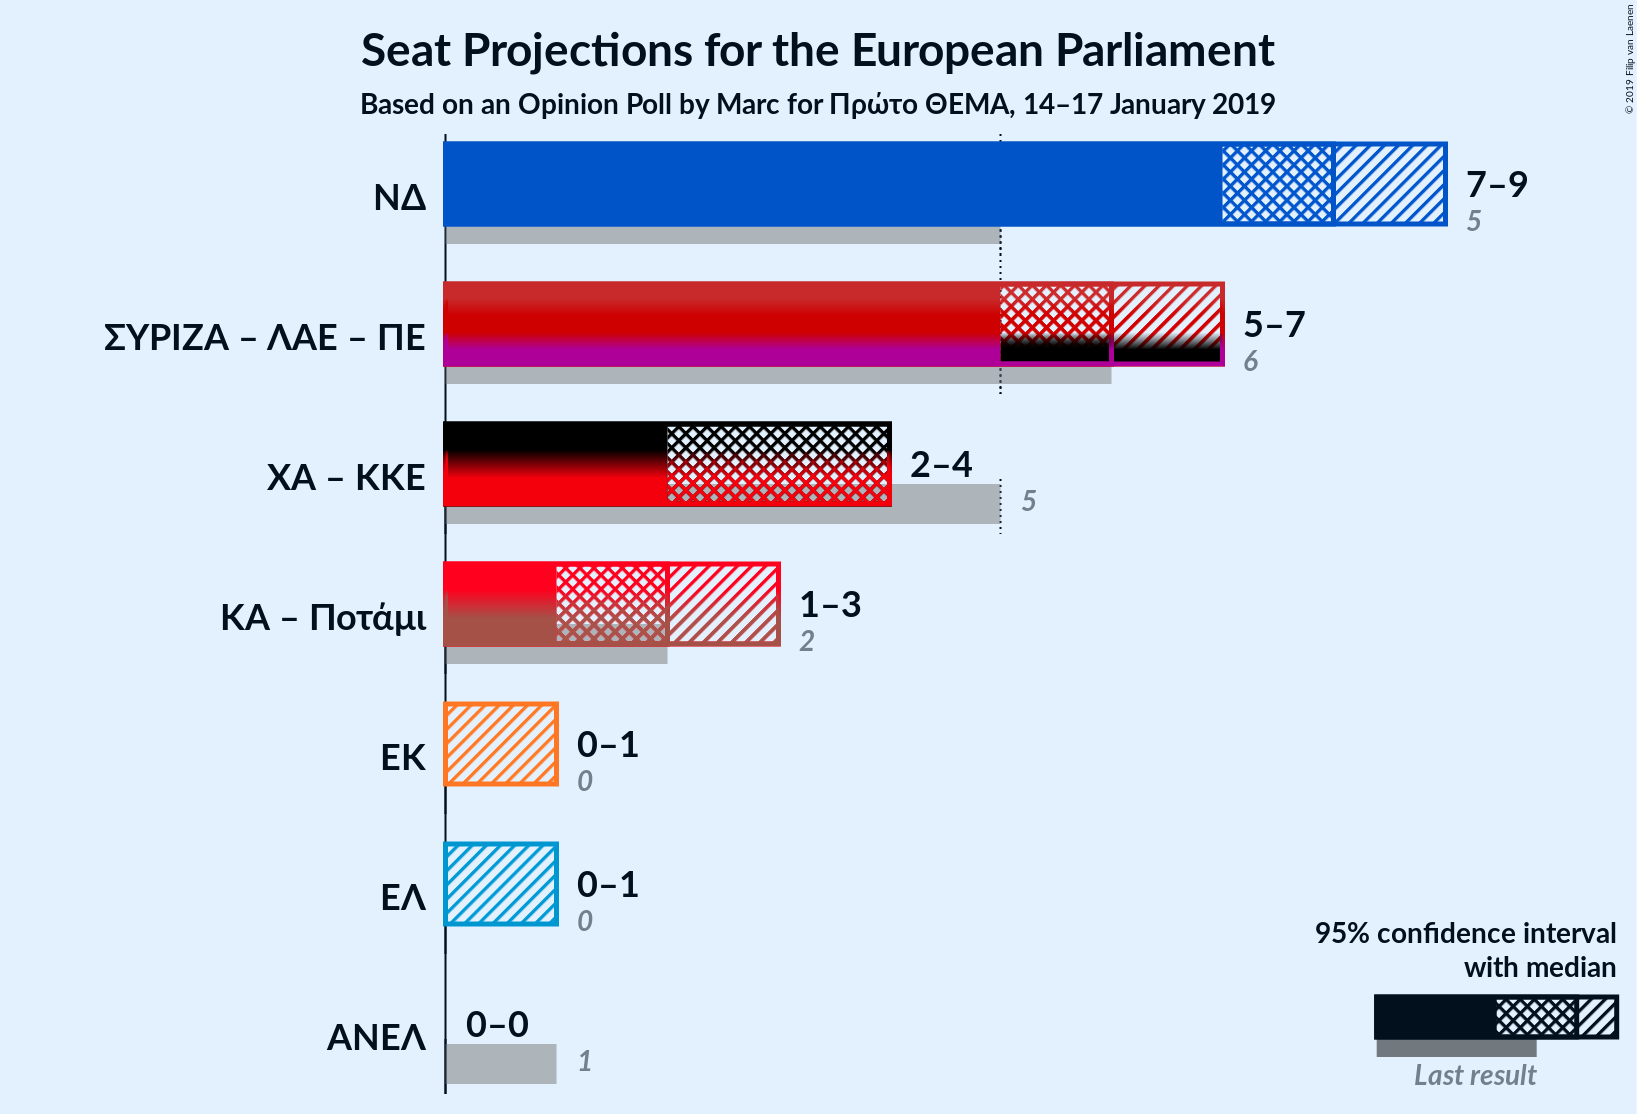 Seat Projections for the European Parliament
Based on an Opinion Poll by Marc for Πρώτο ΘΕΜΑ, 14–17 January 2019
© 2019 Filip van Laenen
ΝΔ
7–9
5
ΣΥΡΙΖΑ – ΛΑΕ – ΠΕ
5–7
6
ΧΑ – ΚΚΕ
2–4
5
ΚΑ – Ποτάμι
1–3
2
ΕΚ
0–1
0
ΕΛ
0–1
0
ΑΝΕΛ
0–0
1
95% confidence interval
with median
Last result